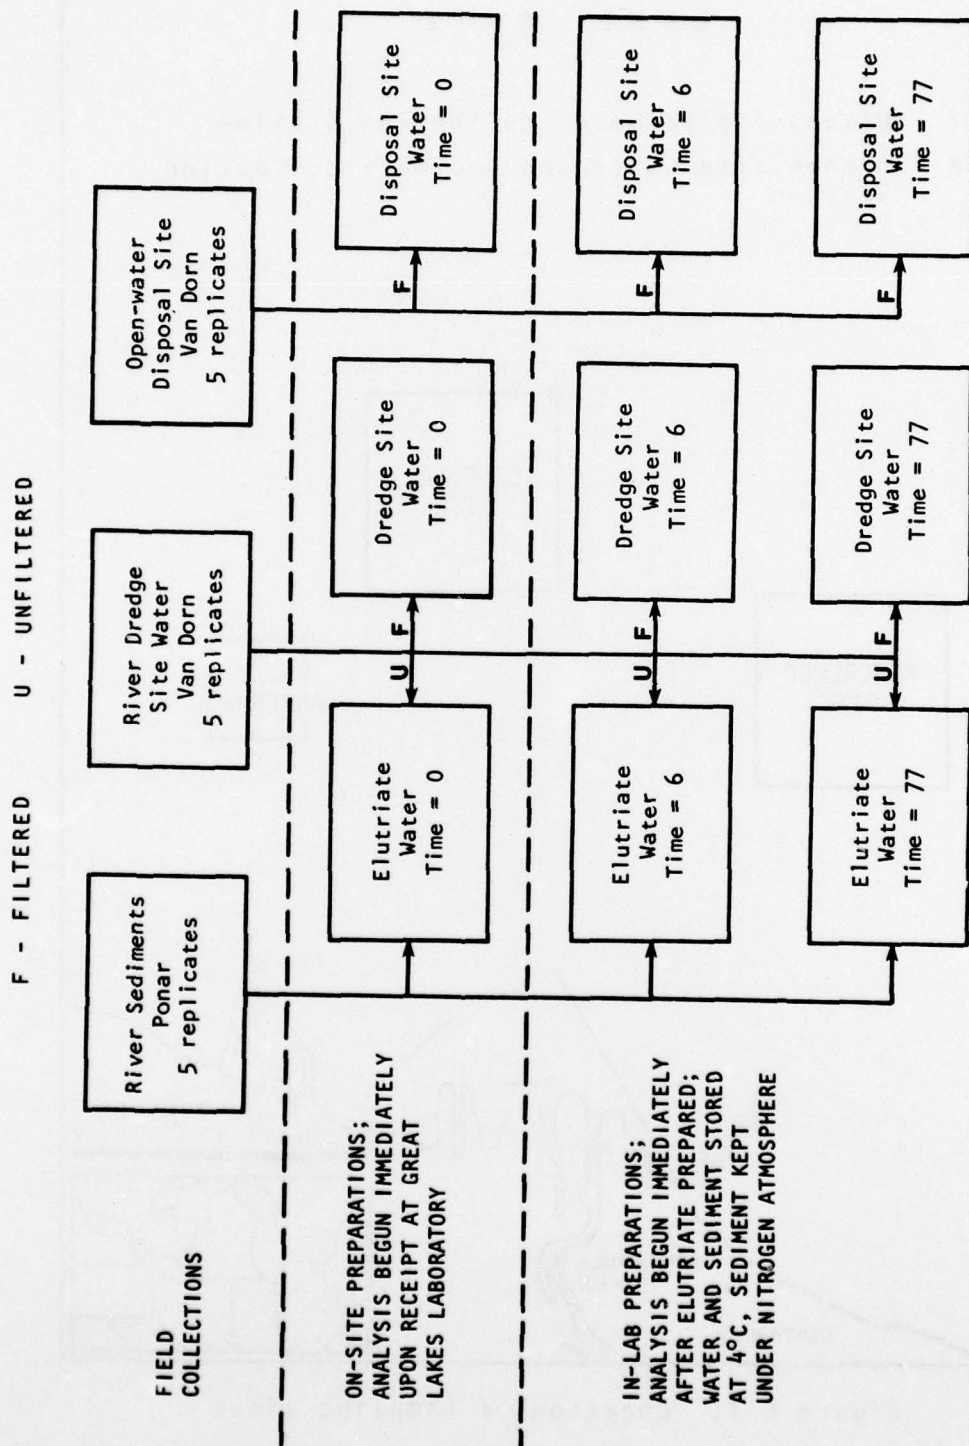 F - FILTERED U - UNFILTERED
FIELD
COLLECTIONS
River Sediments
Ponar
5 replicates
River Dredge
Site Water
Van Dorn
5 replicates
Open-water
Disposal Site
Van Dorn
5 replicates
ON-SITE PREPARATIONS;
ANALYSIS BEGUN IMMEDIATELY
UPON RECEIPT AT GREAT
LAKES LABORATORY
Elutriate
Water
Time = 0
U F
Dredge Site
Water
Time = 0
F
Disposal Site
Water
Time = 0
IN-LAB PREPARATIONS;
ANALYSIS BEGUN IMMEDIATELY
AFTER ELUTRIATE PREPARED;
WATER AND SEDIMENT STORED
AT 4°C, SEDIMENT KEPT
UNDER NITROGEN ATMOSPHERE
Elutriate
Water
Time = 6
U F
Dredge Site
Water
Time = 6
F
Disposal Site
Water
Time = 6
Elutriate
Water
Time = 77
U F
Dredge Site
Water
Time = 77
F
Disposal Site
Water
Time = 77